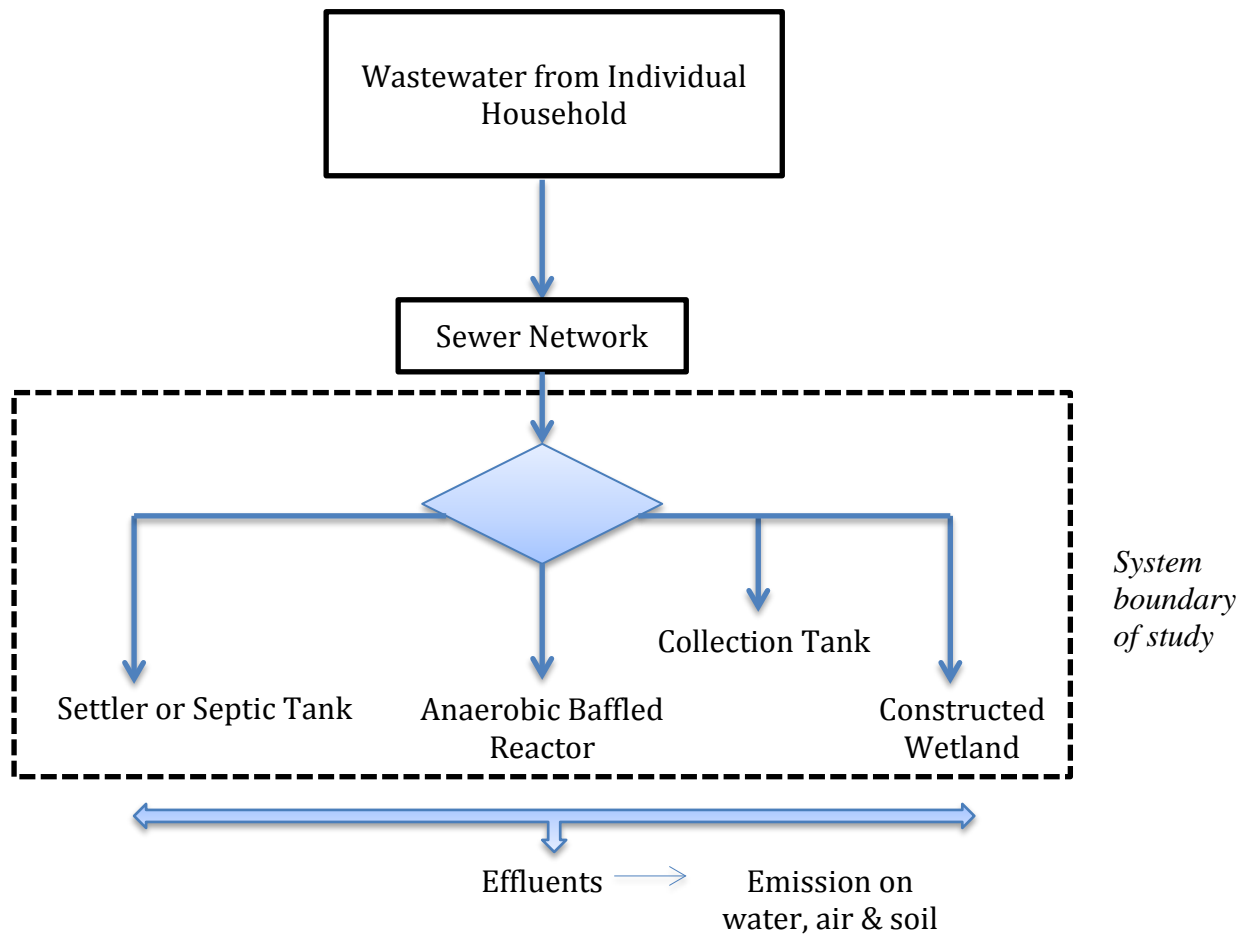 Wastewater from Individual
Household
Sewer Network
System
boundary
of study
Collection Tank
Settler or Septic Tank
Anaerobic Baffled
Reactor
Constructed
Wetland
Effluents
Emission on
water, air & soil